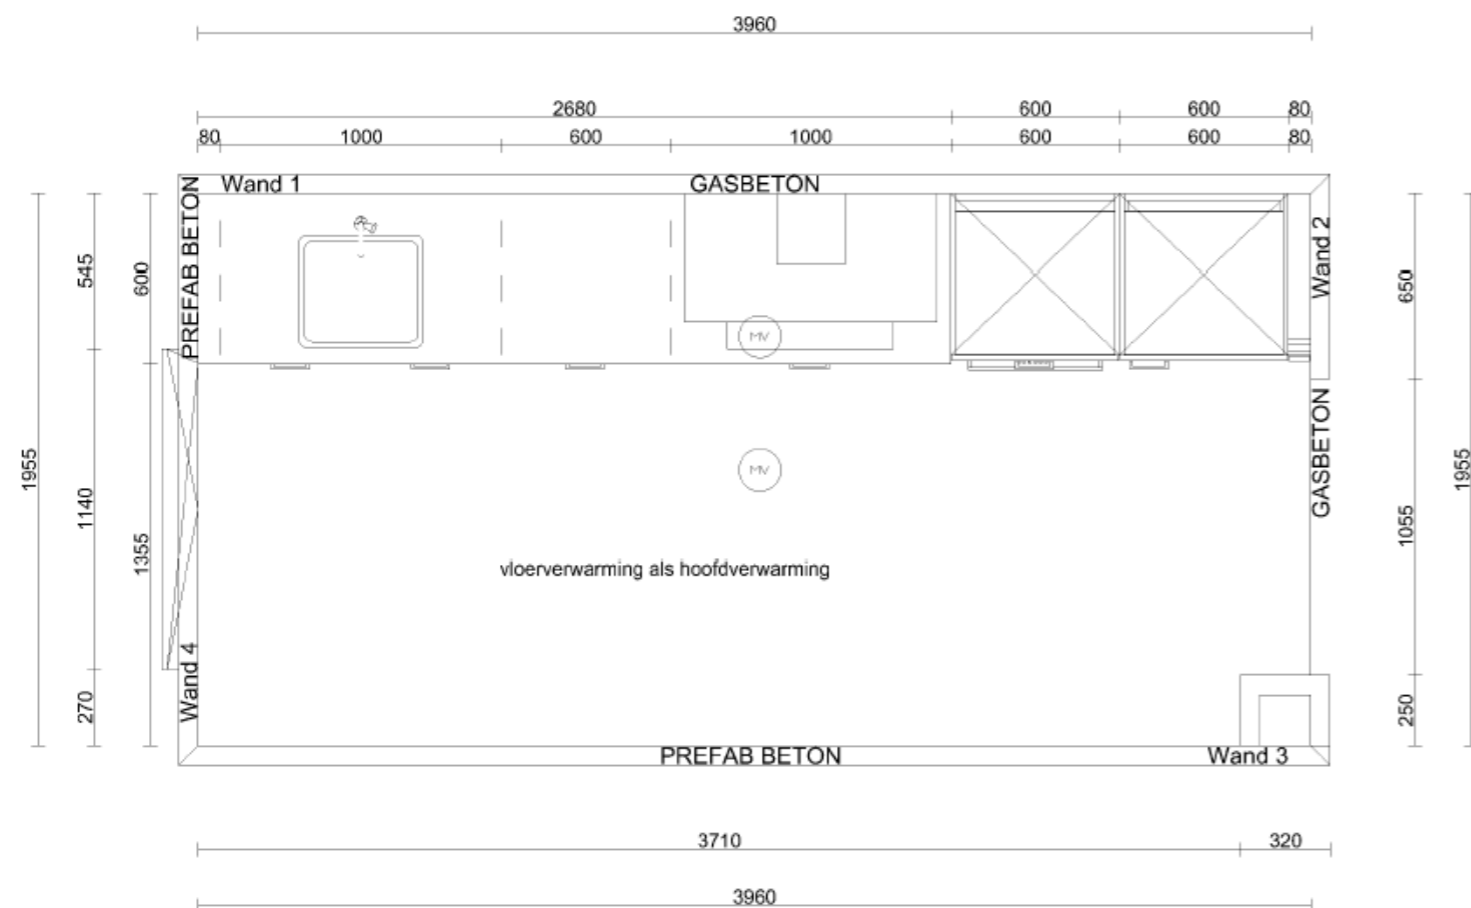 3960
2680 600 600 80
80 1000 600 1000 600 600 80
Wand 1 GASBETON
PREFAB BETON
Wand 2
545
600
650
MV
1955
1140
1355
MV
GASBETON
1055
1955
vloerverwarming als hoofdverwarming
270
Wand 4
250
PREFAB BETON Wand 3
3710 320
3960